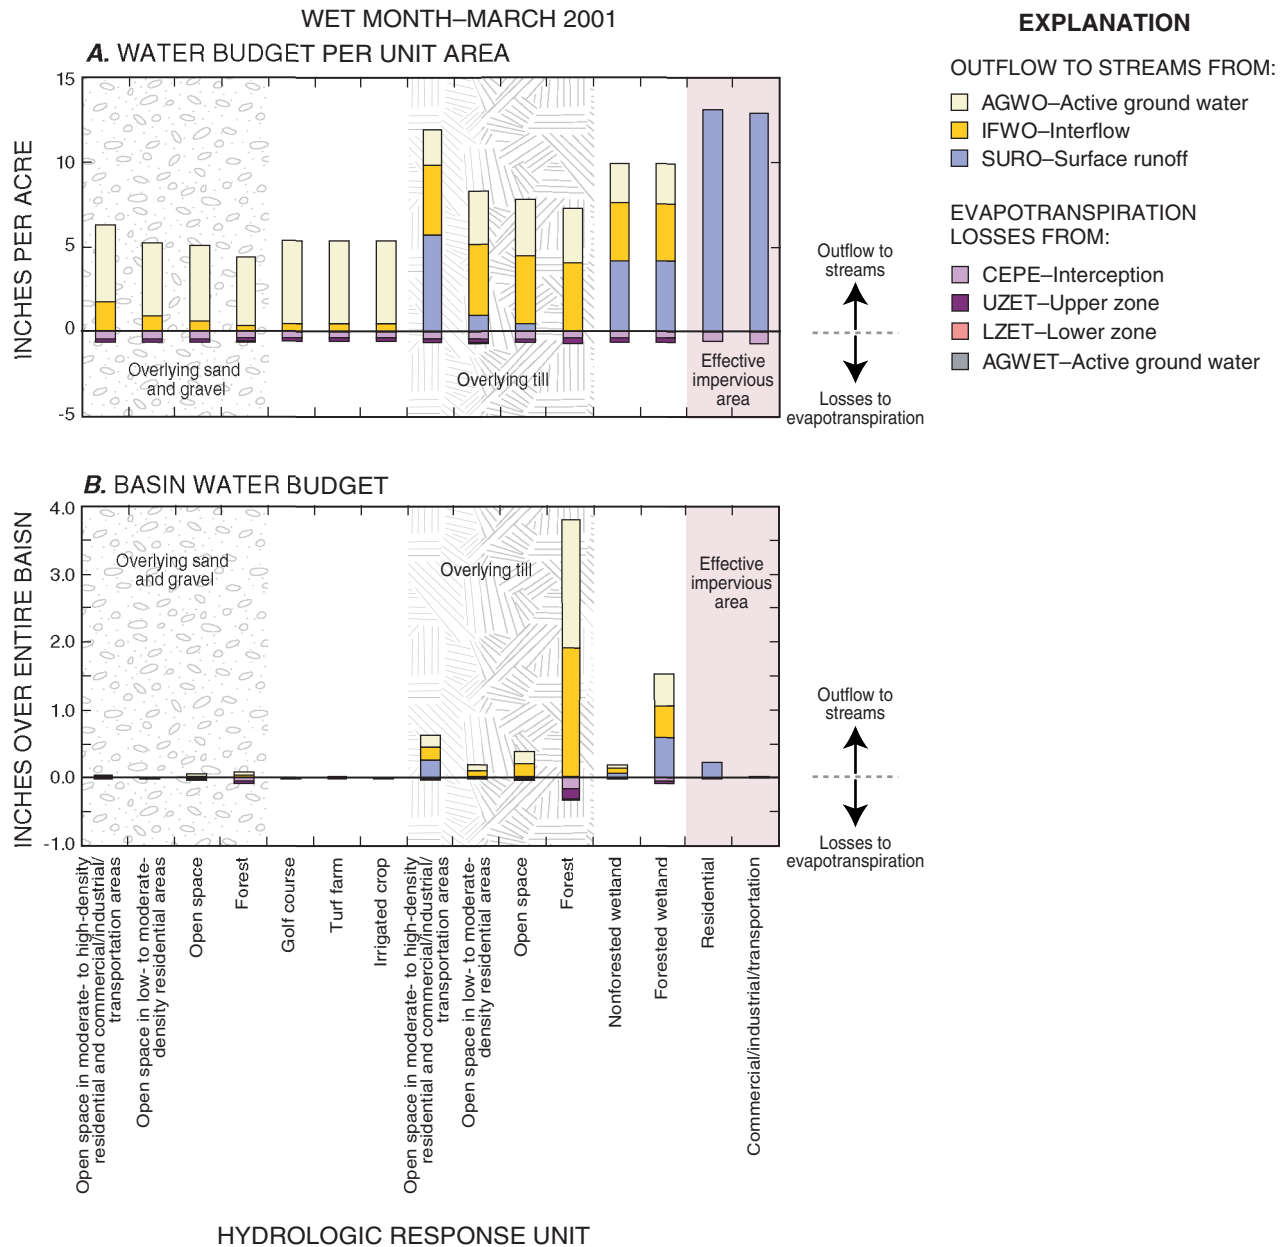 WET MONTH–MARCH 2001
A. WATER BUDGET PER UNIT AREA
INCHES PER ACRE
15
10
5
0
-5
Overlying sand
and gravel
Overlying till
Effective
impervious
area
Outflow to
streams
Losses to
evapotranspiration
EXPLANATION
OUTFLOW TO STREAMS FROM:
AGWO–Active ground water
IFWO–Interflow
SURO–Surface runoff
EVAPOTRANSPIRATION
LOSSES FROM:
CEPE–Interception
UZET–Upper zone
LZET–Lower zone
AGWET–Active ground water
B. BASIN WATER BUDGET
INCHES OVER ENTIRE BAISN
4.0
3.0
2.0
1.0
0.0
-1.0
Overlying sand
and gravel
Overlying till
Effective
impervious
area
Outflow to
streams
Losses to
evapotranspiration
Open space in moderate- to high-density
residential and commercial/industrial/
transportation areas
Open space in low- to moderate-
density residential areas
Open space
Forest
Golf course
Turf farm
Irrigated crop
Open space in moderate- to high-density
residential and commercial/industrial/
transportation areas
Open space in low- to moderate-
density residential areas
Open space
Forest
Nonforested wetland
Forested wetland
Residential
Commercial/industrial/transportation
HYDROLOGIC RESPONSE UNIT